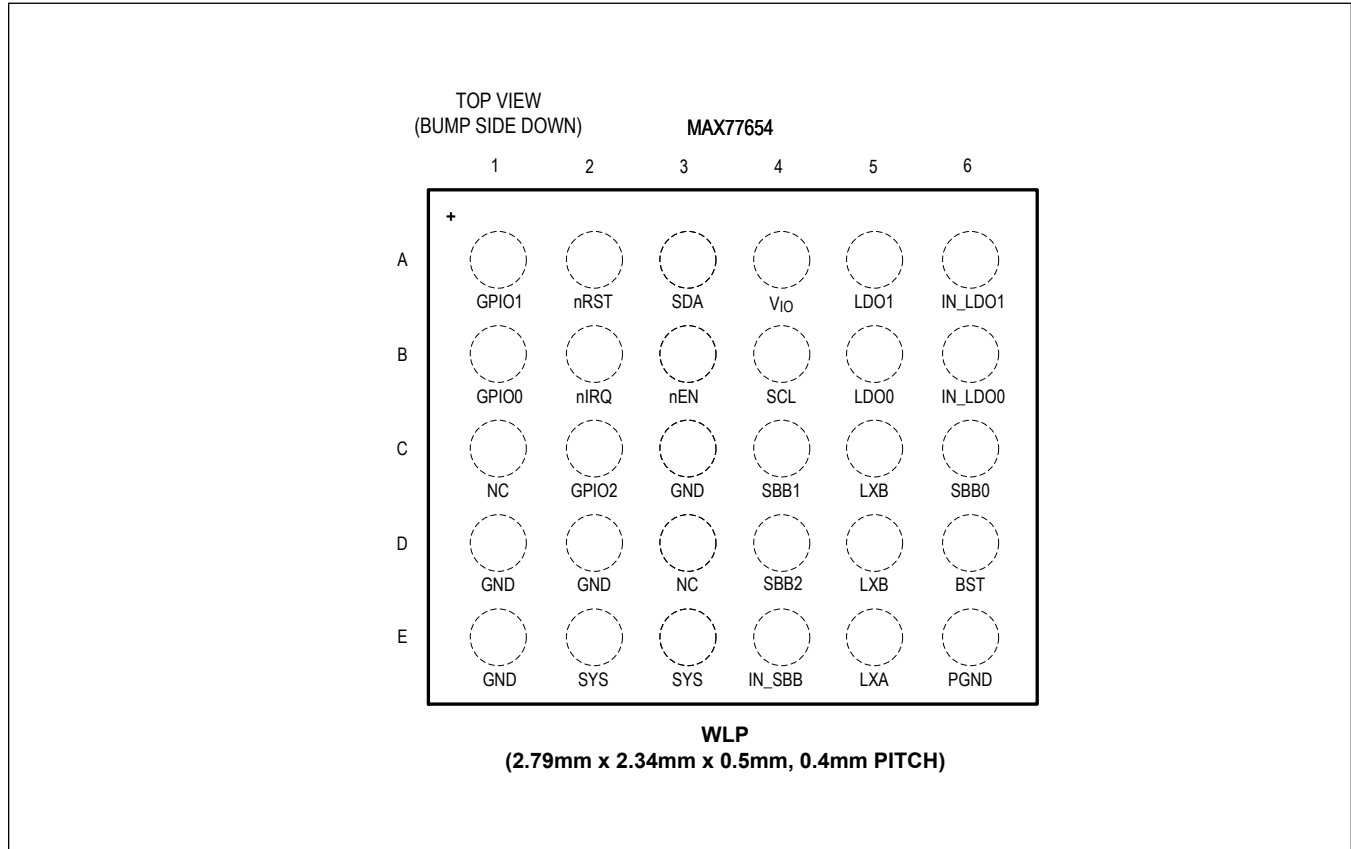 TOP VIEW
(BUMP SIDE DOWN)
MAX77654
1 2 3 4 5 6
+
A
GPIO1 nRST SDA VIO LDO1 IN_LDO1
B
GPIO0 nIRQ nEN SCL LDO0 IN_LDO0
C
NC GPIO2 GND SBB1 LXB SBB0
D
GND GND NC SBB2 LXB BST
E
GND SYS SYS IN_SBB LXA PGND
WLP
(2.79mm x 2.34mm x 0.5mm, 0.4mm PITCH)